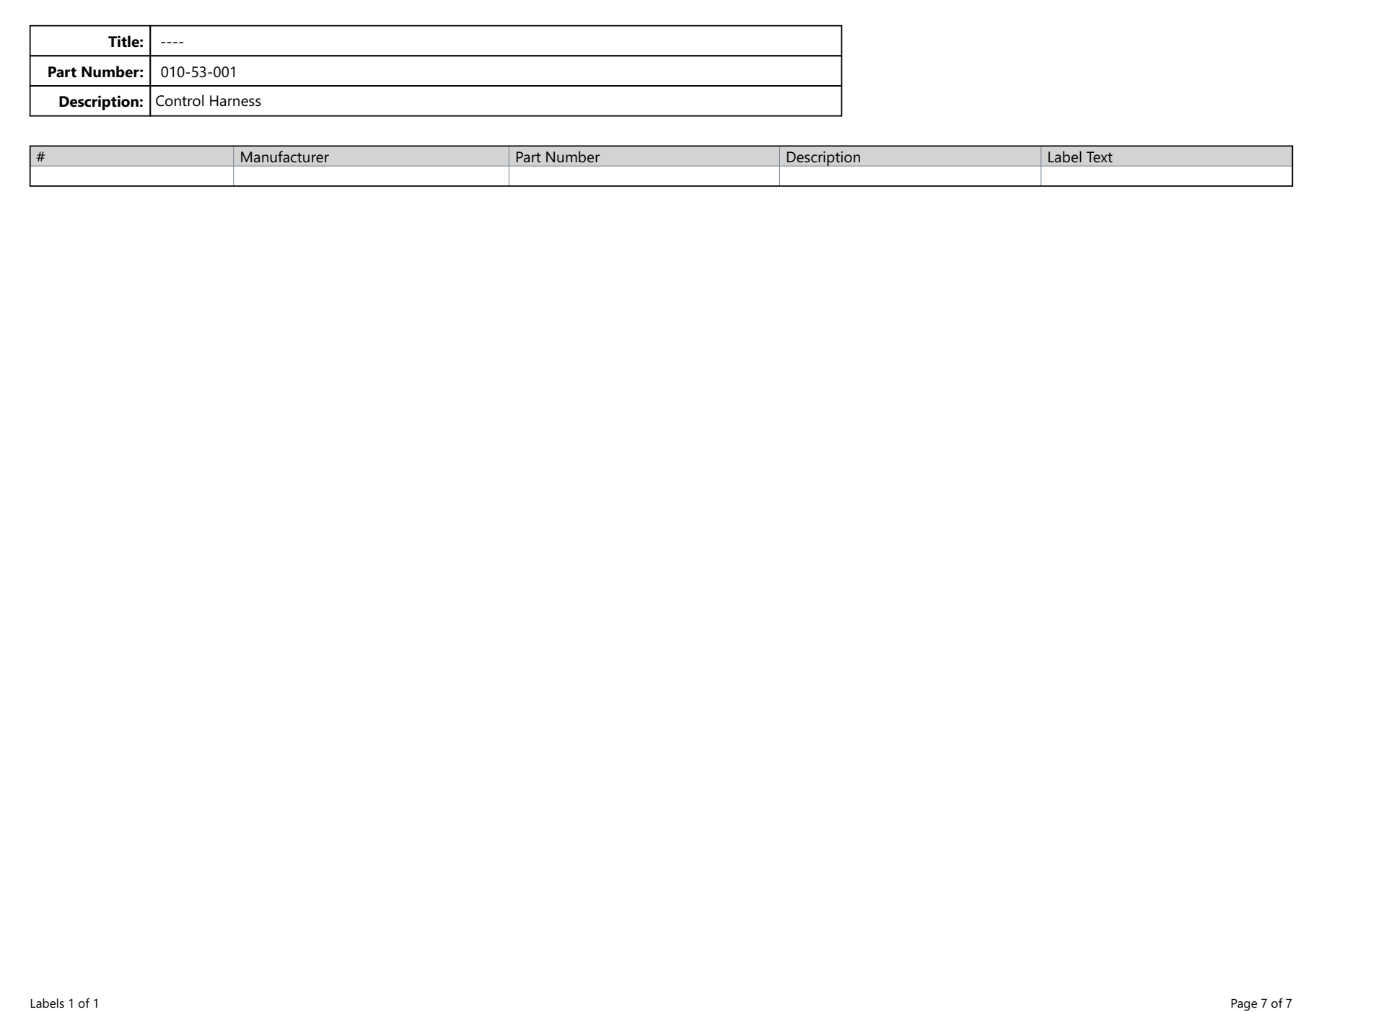 Title: ----
Part Number: 010-53-001
Description: Control Harness
# Manufacturer Part Number Description Label Text
Labels 1 of 1 Page 7 of 7